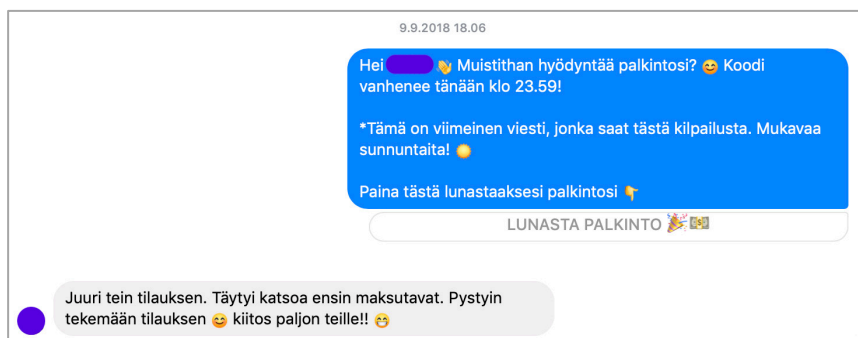 9.9.2018 18.06
Hei 👋 Muistithan hyödyntää palkintosi? 😊 Koodi
vanhenee tänään klo 23.59!
*Tämä on viimeinen viesti, jonka saat tästä kilpailusta. Mukavaa
sunnuntaita! 🌞
Paina tästä lunastaaksesi palkintosi 👇
LUNASTA PALKINTO 🎉💵
Juuri tein tilauksen. Täytyi katsoa ensin maksutavat. Pystyin
tekemään tilauksen 😊 kiitos paljon teille!! 😁